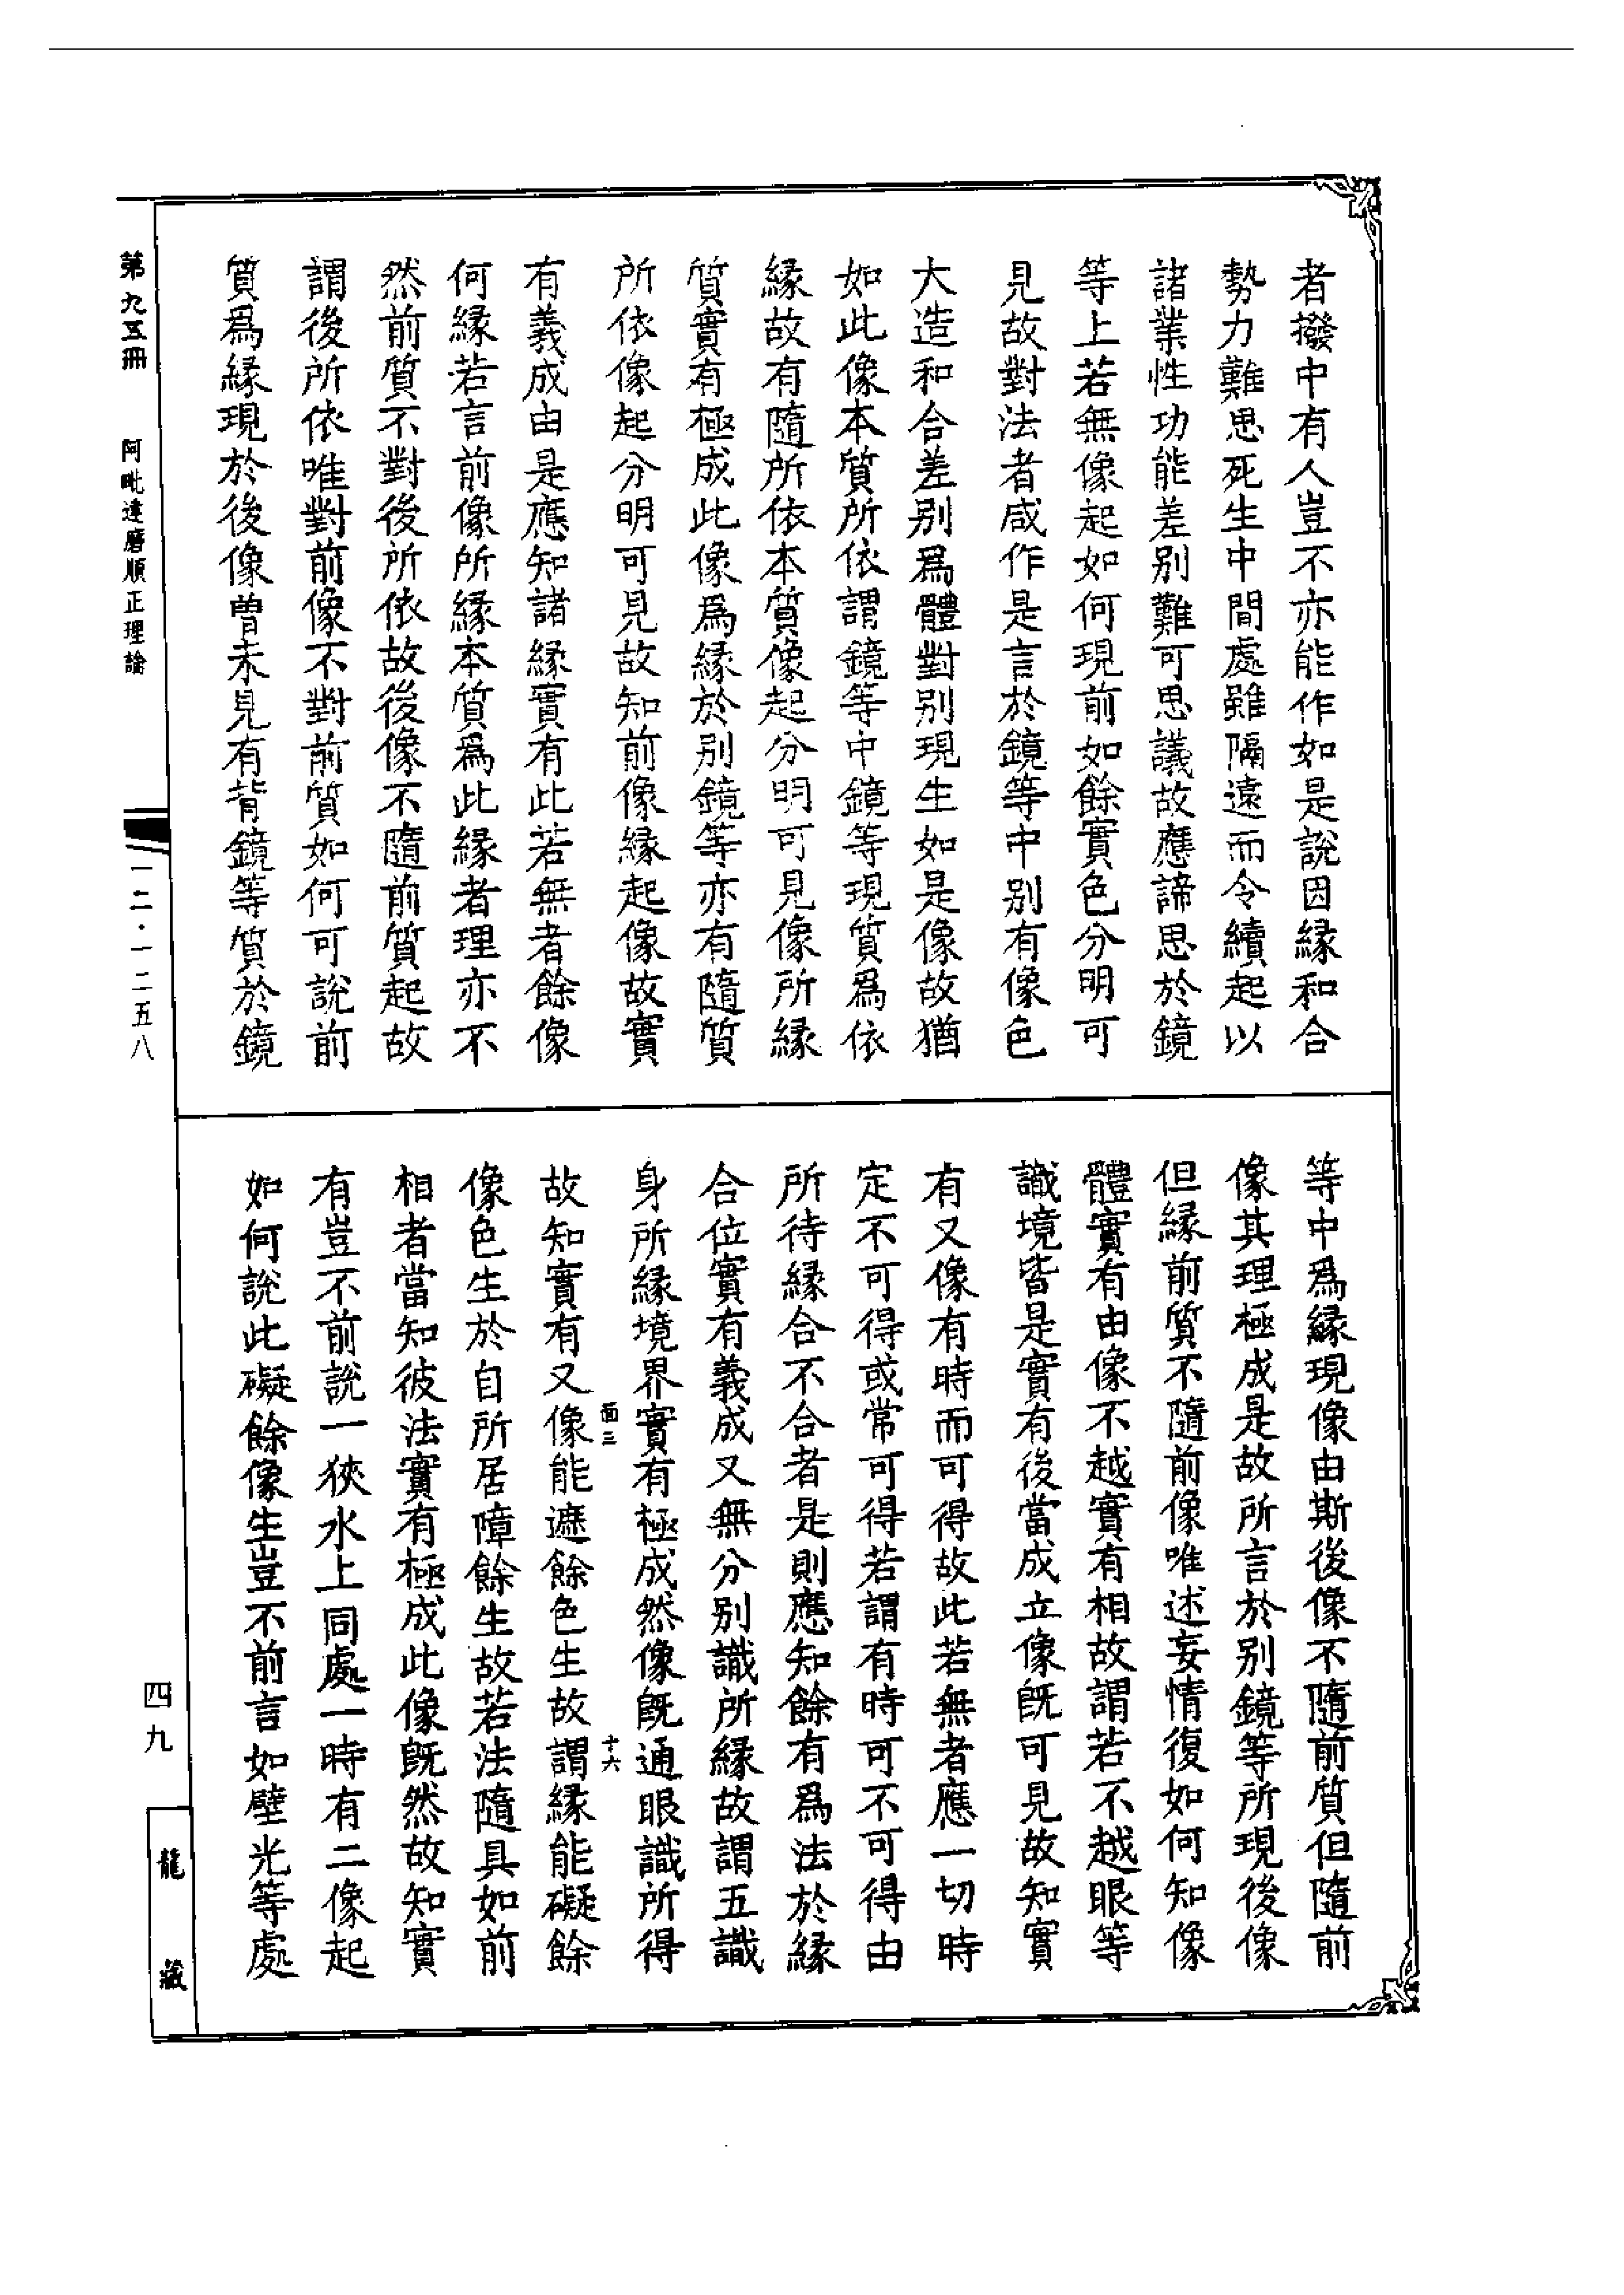 者撥中有人豈不亦能作如是說因緣和合
勢力難思死生中間處雖隔遠而令續起以
諸業性功能差别難可思議故應諦思於鏡
等上若無像起如何現前如餘實色分明可
見故對法者咸作是言於鏡等中别有像色
大造和合差别爲體對别現生如是像故猶
如此像本質所依謂鏡等中鏡等現質爲依
緣故有隨所依本質像起分明可見像所緣
質實有極成此像爲緣於别鏡等亦有隨質
所依像起分明可見故知前像緣起像故實
有義成由是應知諸緣實有此若無者餘像
何緣若言前像所緣本質爲此緣者理亦不
然前質不對後所依故後像不隨前質起故
謂後所依唯對前像不對前質如何可說前
質爲緣現於後像曾未見有背鏡等質於鏡
等中爲緣現像由斯後像不隨前質但隨前
像其理極成是故所言於别鏡等所現後像
但緣前質不隨前像唯述妄情復如何知像
體實有由像不越實有相故謂若不越眼等
識境皆是實有後當成立像既可見故知實
有又像有時而可得故此若無者應一切時
定不可得或常可得若謂有時可不可得由
所待緣合不合者是則應知餘有爲法於緣
合位實有義成又無分别識所緣故謂五識
身所緣境界實有極成然像既通眼識所得
面三 十六
故知實有又像能遮餘色生故謂緣能礙餘
像色生於自所居障餘生故若法隨具如前
相者當知彼法實有極成此像既然故知實
有豈不前說一狹水上同處一時有二像起
如何說此礙餘像生豈不前言如壁光等處
第九五冊 阿毗達磨順正理論 一二·一二五八
四九 龍藏